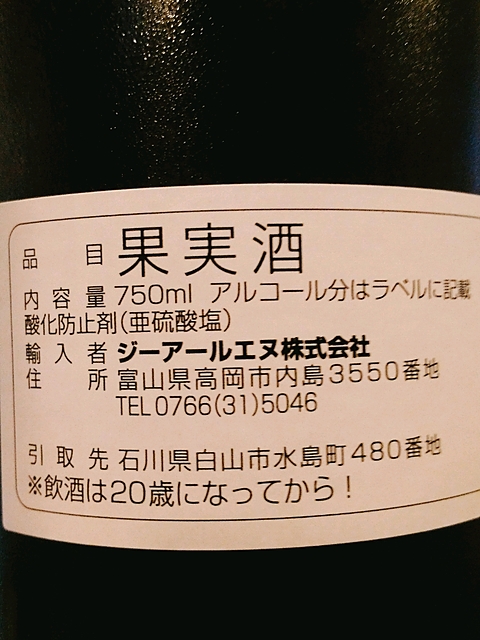 品目 果実酒
内容量 750ml アルコール分はラベルに記載
酸化防止剤(亜硫酸塩)
輸入者 ジーアールエヌ株式会社
住所 富山県高岡市内島3550番地
TEL0766(31)5046
引取先 石川県白山市水島町480番地
※飲酒は20歳になってから！